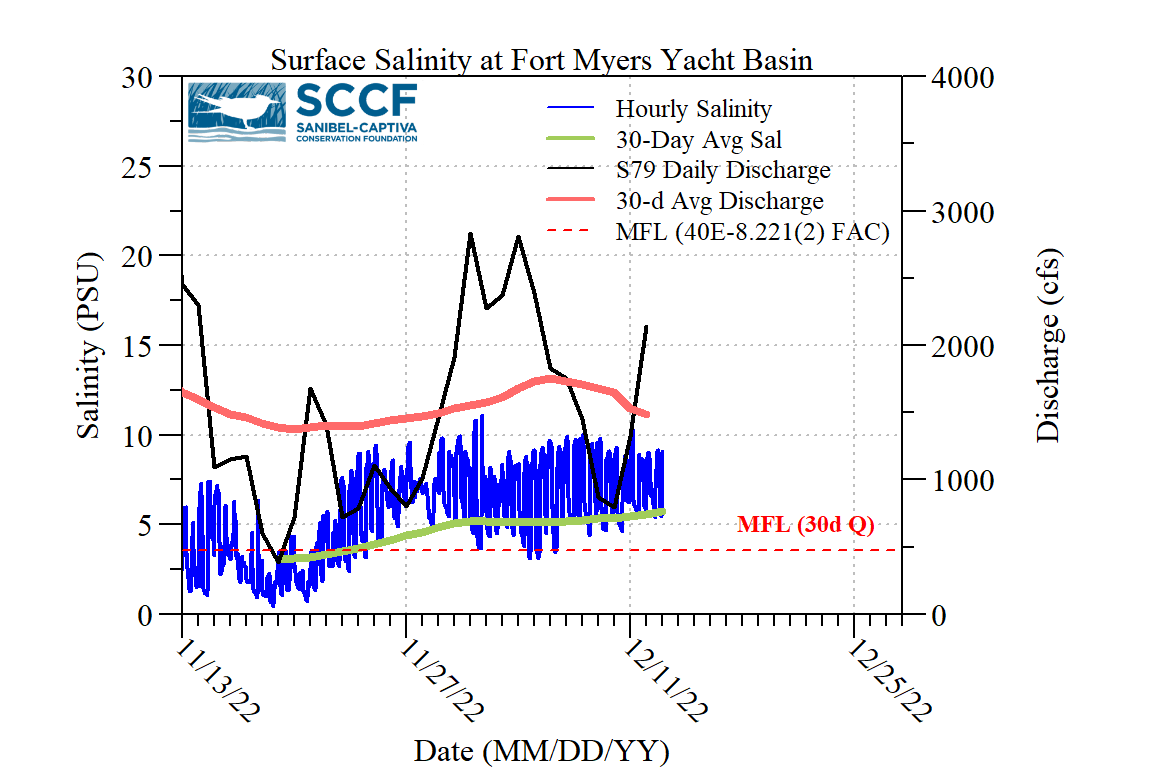 Surface Salinity at Fort Myers Yacht Basin
SCCF
SANIBEL-CAPTIVA
CONSERVATION FOUNDATION
Hourly Salinity
30-Day Avg Sal
S79 Daily Discharge
30-d Avg Discharge
MFL (40E-8.221(2) FAC)
30
25
20
15
10
5
0
Salinity (PSU)
4000
3000
2000
1000
0
Discharge (cfs)
MFL (30d Q)
11/13/22
11/27/22
12/11/22
12/25/22
Date (MM/DD/YY)